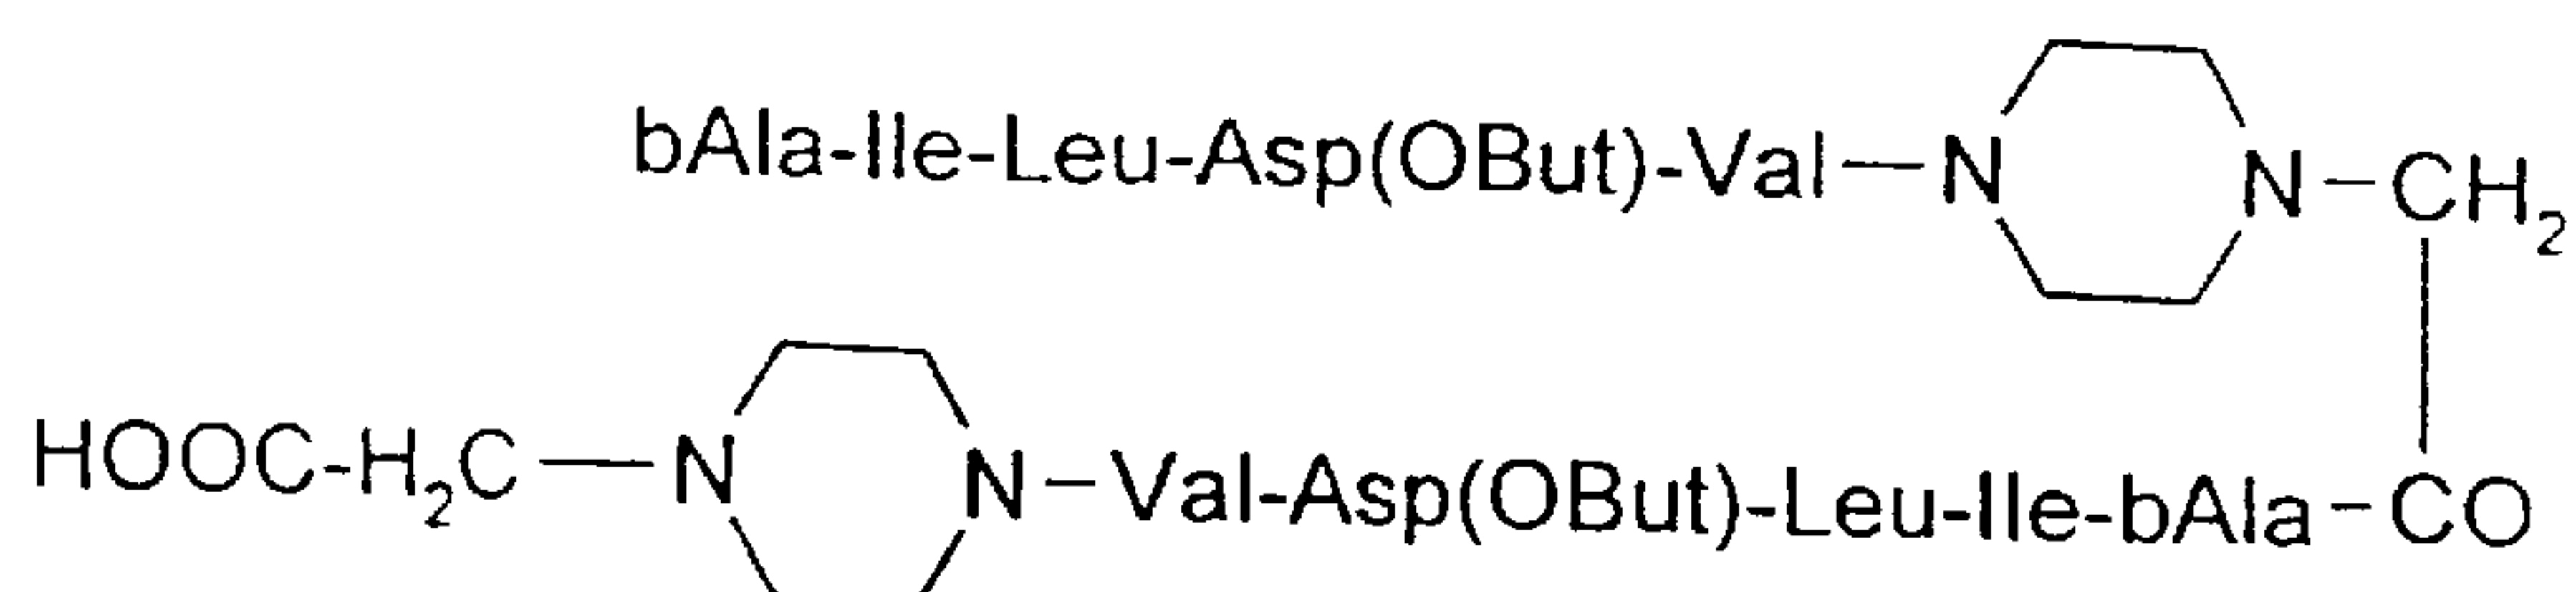 bAla-Ile-Leu-Asp(OBut)-Val—N N–CH₂
HOOC-H₂C—N N–Val-Asp(OBut)-Leu-Ile-bAla–CO